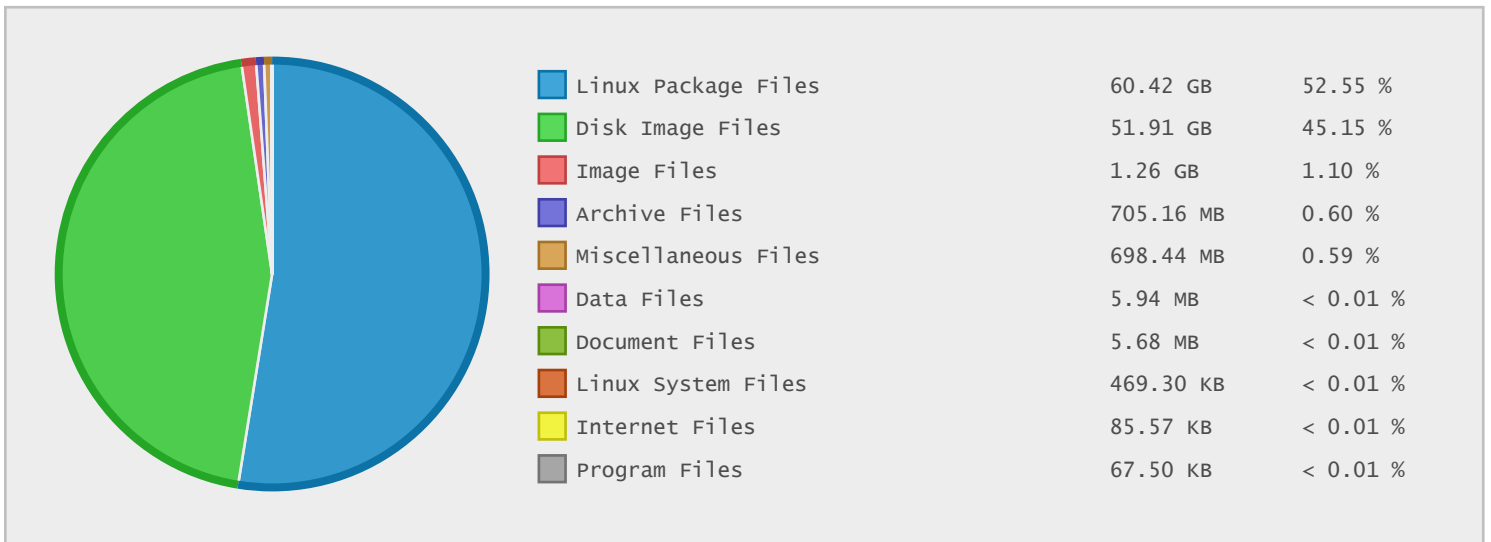 Linux Package Files 60.42 GB 52.55 %
Disk Image Files 51.91 GB 45.15 %
Image Files 1.26 GB 1.10 %
Archive Files 705.16 MB 0.60 %
Miscellaneous Files 698.44 MB 0.59 %
Data Files 5.94 MB < 0.01 %
Document Files 5.68 MB < 0.01 %
Linux System Files 469.30 KB < 0.01 %
Internet Files 85.57 KB < 0.01 %
Program Files 67.50 KB < 0.01 %